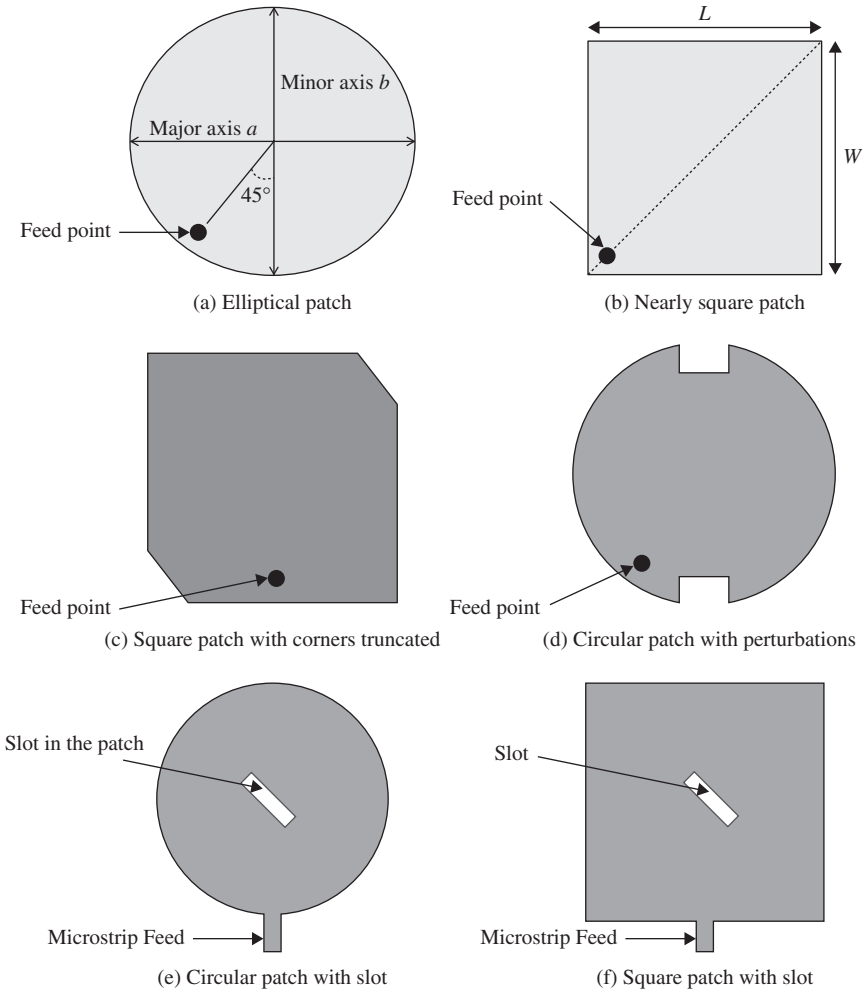 Minor axis b
Major axis a
45°
Feed point
(a) Elliptical patch
L
W
Feed point
(b) Nearly square patch
Feed point
(c) Square patch with corners truncated
Feed point
(d) Circular patch with perturbations
Slot in the patch
Microstrip Feed
(e) Circular patch with slot
Slot
Microstrip Feed
(f) Square patch with slot